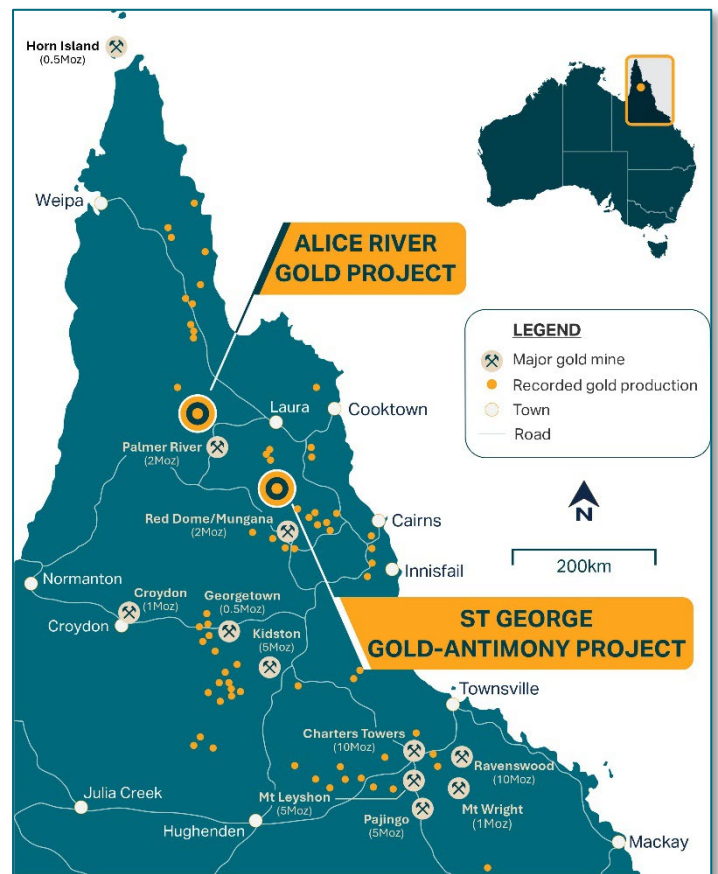 Horn Island
(0.5Moz)
Weipa
ALICE RIVER
GOLD PROJECT
LEGEND
Major gold mine
Recorded gold production
Town
Road
Laura
Cooktown
Palmer River
(2Moz)
N
200km
Red Dome/Mungana
(2Moz)
Cairns
Innisfail
Normanton
Croydon
(1Moz)
Croydon
Georgetown
(0.5Moz)
Kidston
(5Moz)
ST GEORGE
GOLD-ANTIMONY PROJECT
Townsville
Charters Towers
(10Moz)
Ravenswood
(10Moz)
Mt Leyshon
(5Moz)
Mt Wright
(1Moz)
Pajingo
(5Moz)
Julia Creek
Hughenden
Mackay